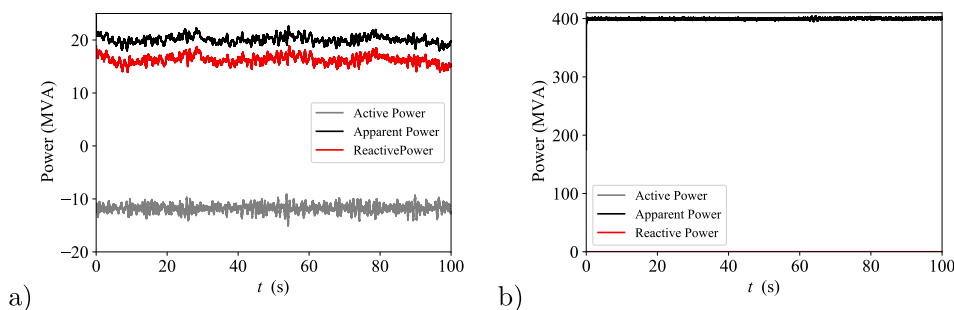 20
10
0
−10
−20
Power (MVA)
Active Power
Apparent Power
ReactivePower
0
20
40
60
80
100
t (s)
a)
400
300
200
100
0
Power (MVA)
Active Power
Apparent Power
Reactive Power
0
20
40
60
80
100
t (s)
b)